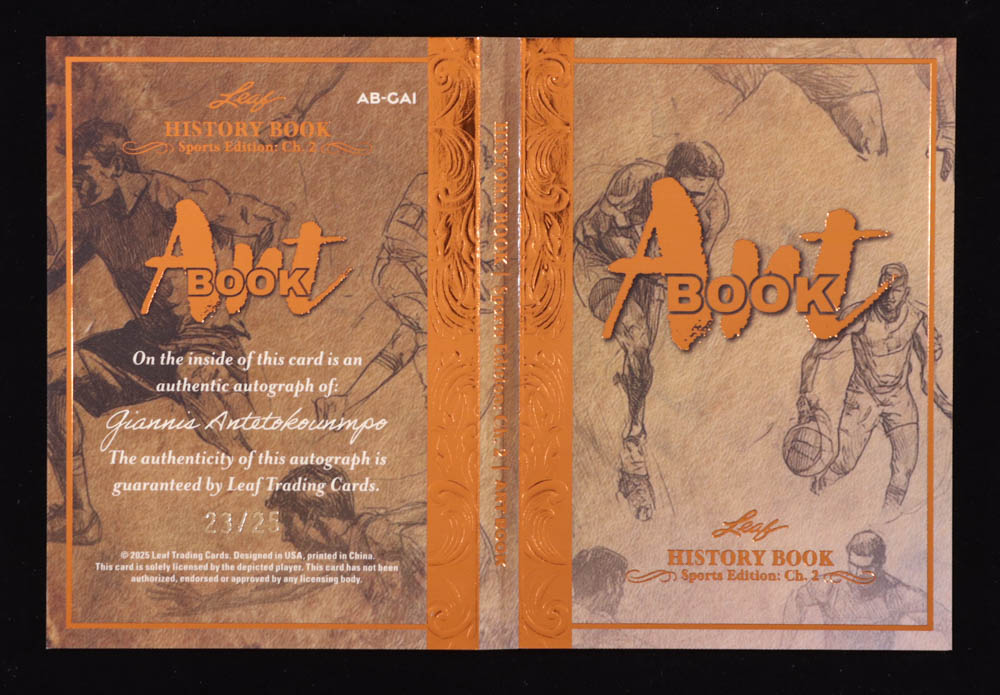 Leaf
AB-GAI
HISTORY BOOK
Sports Edition: Ch. 2
Art
BOOK
On the inside of this card is an
authentic autograph of:
Giannis Antetokounmpo
The authenticity of this autograph is
guaranteed by Leaf Trading Cards.
23/25
© 2025 Leaf Trading Cards. Designed in USA, printed in China.
This card is solely licensed by the depicted player. This card has not been
authorized, endorsed or approved by any licensing body.
HISTORY BOOK | Sports Edition: Ch. 2 | Art Book
Art
BOOK
Leaf
HISTORY BOOK
Sports Edition: Ch. 2